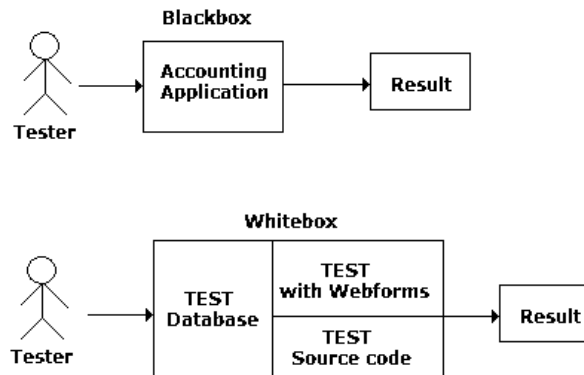 Blackbox
Accounting
Application
Result
Tester
Whitebox
TEST
Database
TEST
with Webforms
TEST
Source code
Result
Tester